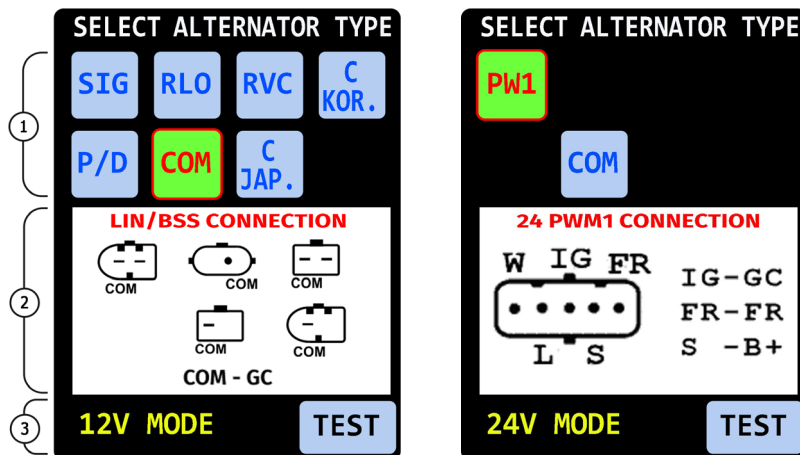 SELECT ALTERNATOR TYPE
SIG RLO RVC C KOR.
P/D COM C JAP.
LIN/BSS CONNECTION
COM COM COM
COM COM
COM - GC
12V MODE TEST
1
2
3
SELECT ALTERNATOR TYPE
PW1
COM
24 PWM1 CONNECTION
W IG FR
L S
IG-GC
FR-FR
S -B+
24V MODE TEST